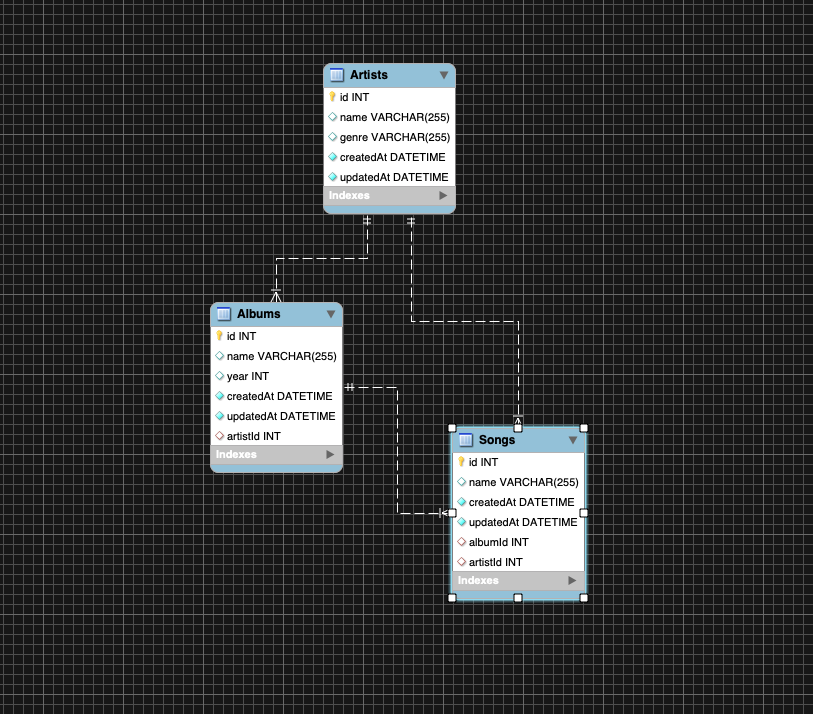 Artists
id INT
name VARCHAR(255)
genre VARCHAR(255)
createdAt DATETIME
updatedAt DATETIME
Indexes
Albums
id INT
name VARCHAR(255)
year INT
createdAt DATETIME
updatedAt DATETIME
artistId INT
Indexes
Songs
id INT
name VARCHAR(255)
createdAt DATETIME
updatedAt DATETIME
albumId INT
artistId INT
Indexes